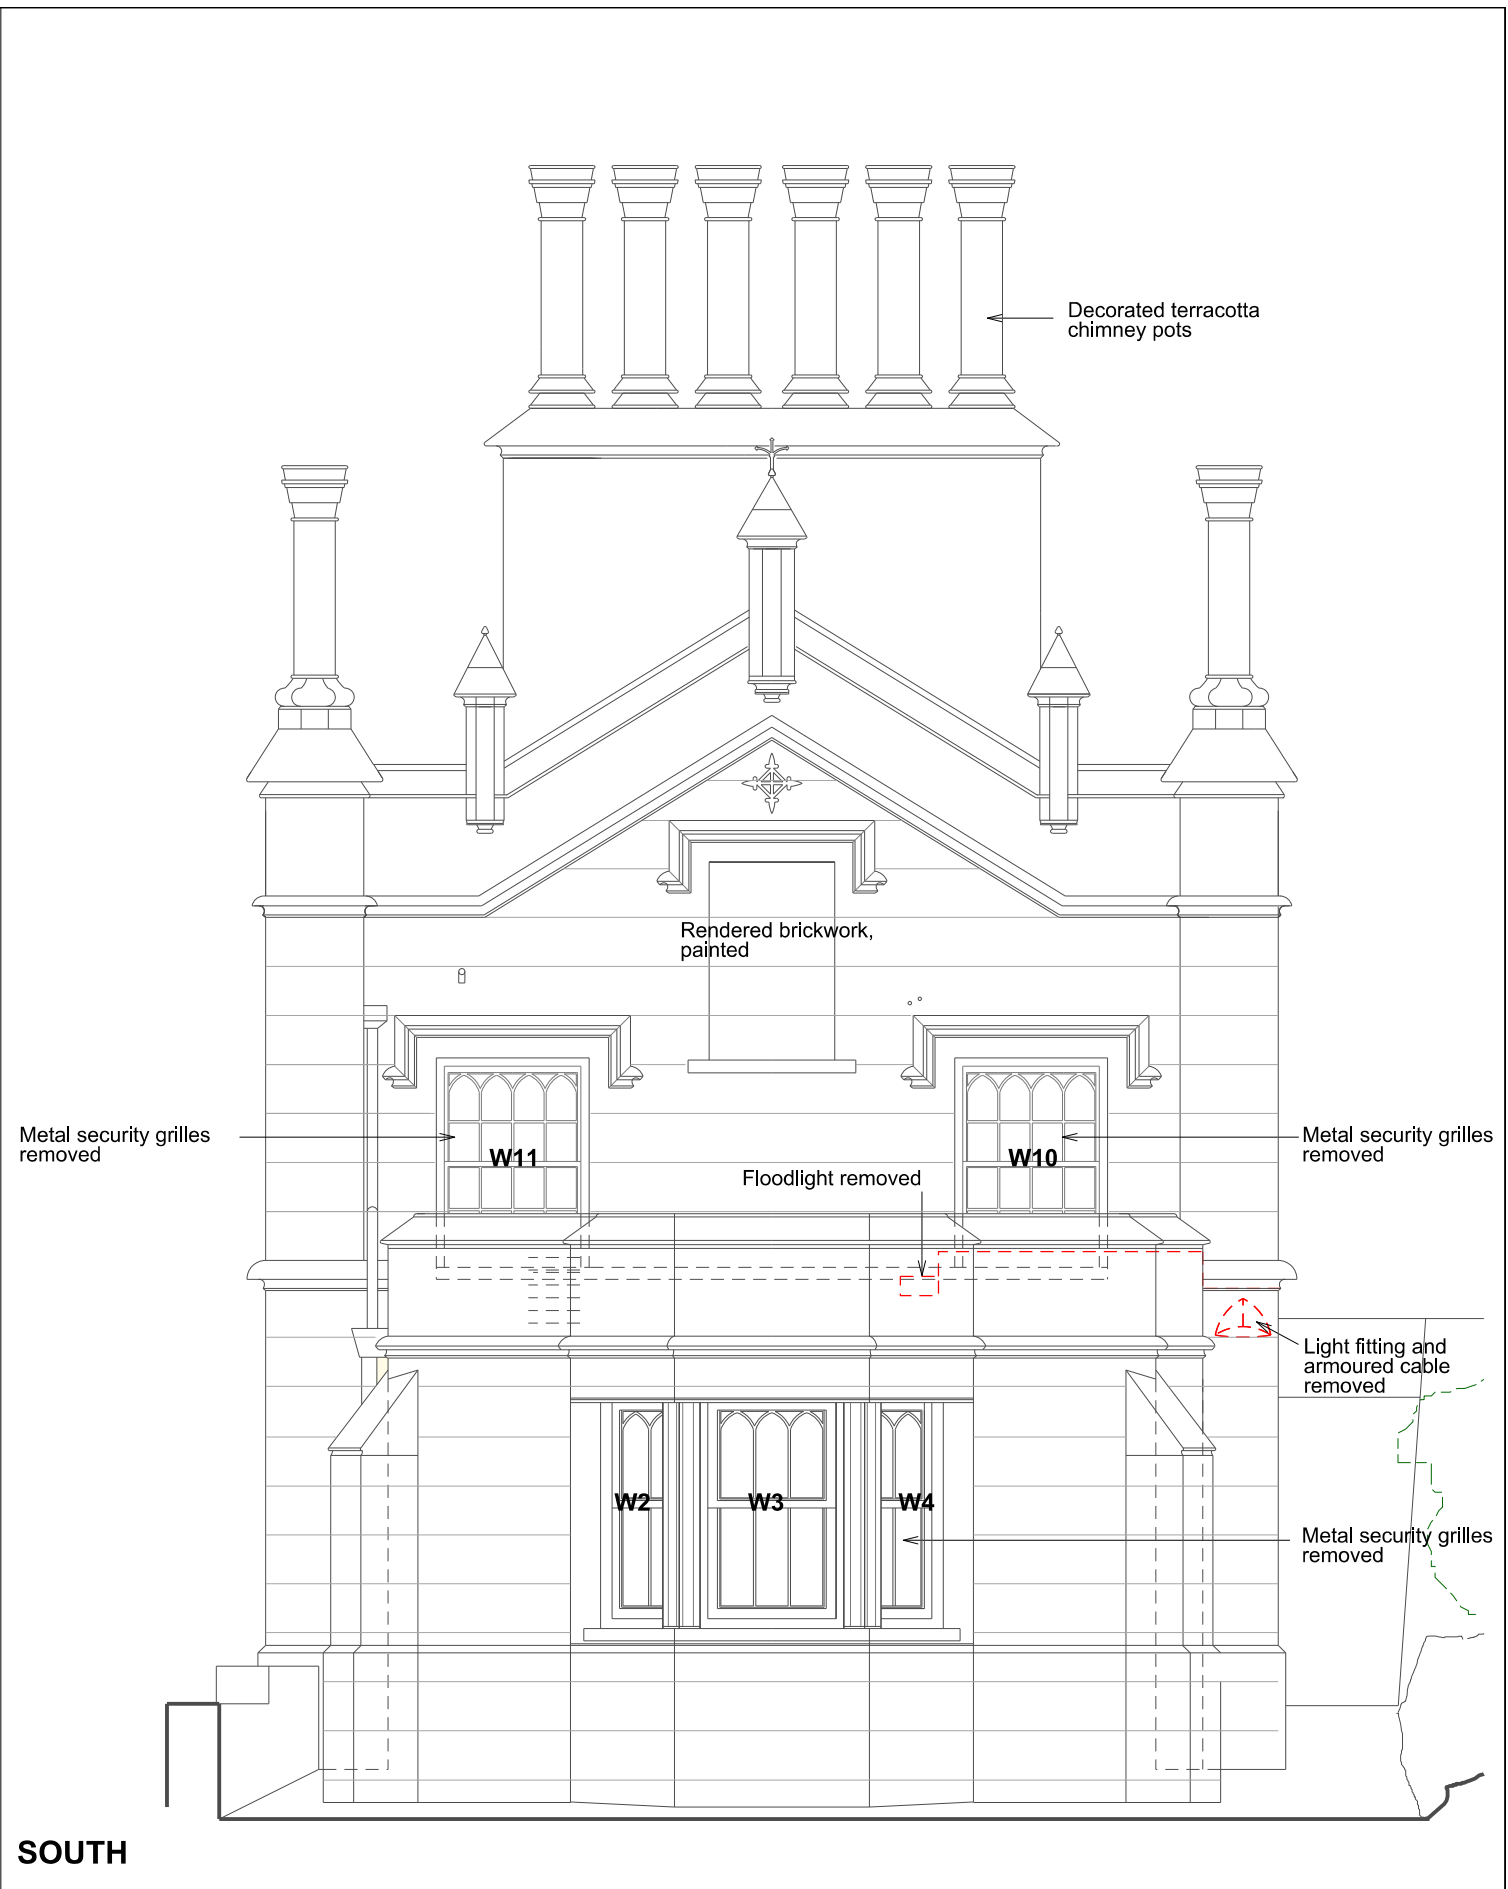 Decorated terracotta
chimney pots
Rendered brickwork,
painted
Metal security grilles
removed
W11
W10
Metal security grilles
removed
Floodlight removed
Light fitting and
armoured cable
removed
W2
W3
W4
Metal security grilles
removed
SOUTH